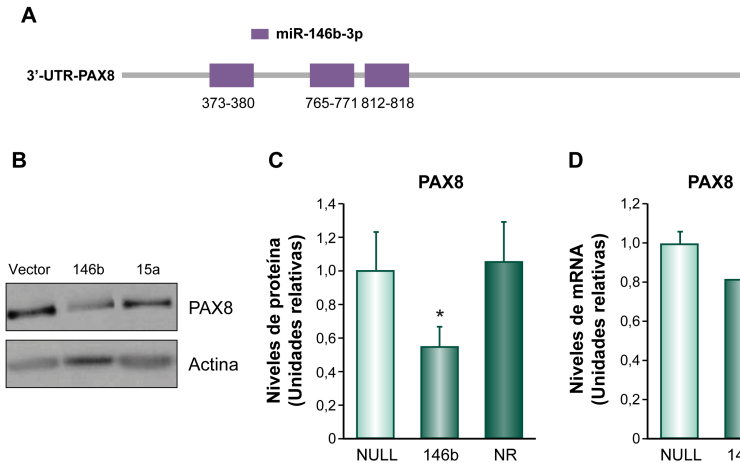 A
miR-146b-3p
3’-UTR-PAX8
373-380
765-771
812-818
B
Vector
146b
15a
PAX8
Actina
C
PAX8
Niveles de proteína
(Unidades relativas)
1,4
1,2
1,0
0,8
0,6
0,4
0,2
0
*
NULL
146b
NR
D
PAX8
Niveles de mRNA
(Unidades relativas)
1,2
1,0
0,8
0,6
0,4
0,2
0
NULL